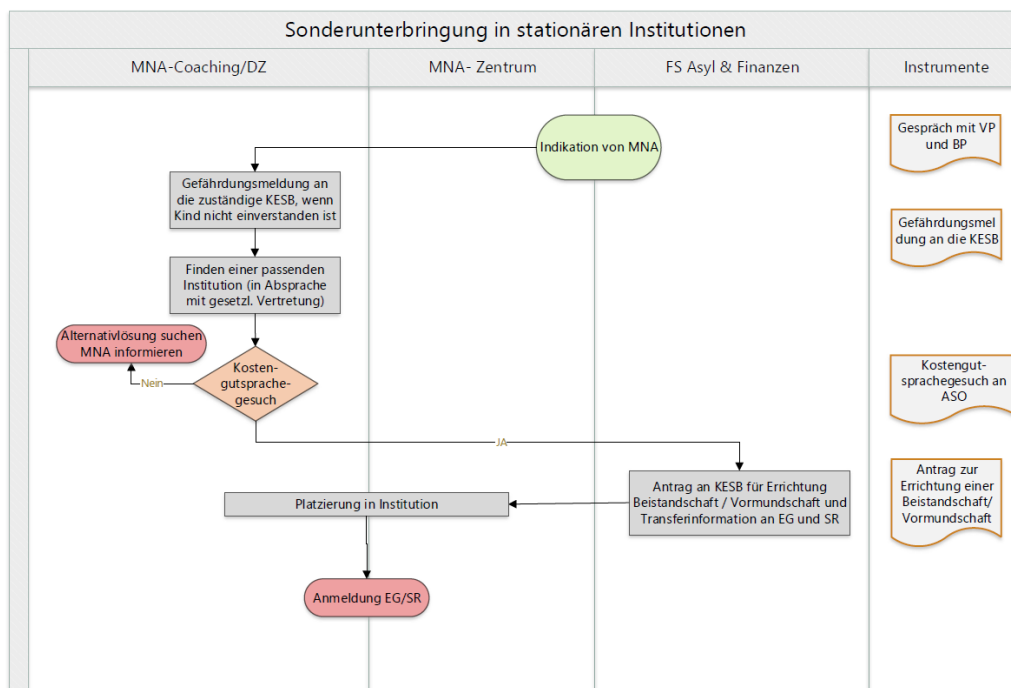 Sonderunterbringung in stationären Institutionen
MNA-Coaching/DZ
MNA- Zentrum
FS Asyl & Finanzen
Instrumente
Indikation von MNA
Gespräch mit VP
und BP
Gefährdungsmeldung an
die zuständige KESB, wenn
Kind nicht einverstanden ist
Gefährdungsmel
dung an die KESB
Finden einer passenden
Institution (in Absprache
mit gesetzl. Vertretung)
Alternativlösung suchen
MNA informieren
Nein
Kosten-
gutsprache-
gesuch
Kostengut-
sprachegesuch an
ASO
JA
Antrag an KESB für Errichtung
Beistandschaft / Vormundschaft und
Transferinformation an EG und SR
Platzierung in Institution
Antrag zur
Errichtung einer
Beistandschaft/
Vormundschaft
Anmeldung EG/SR